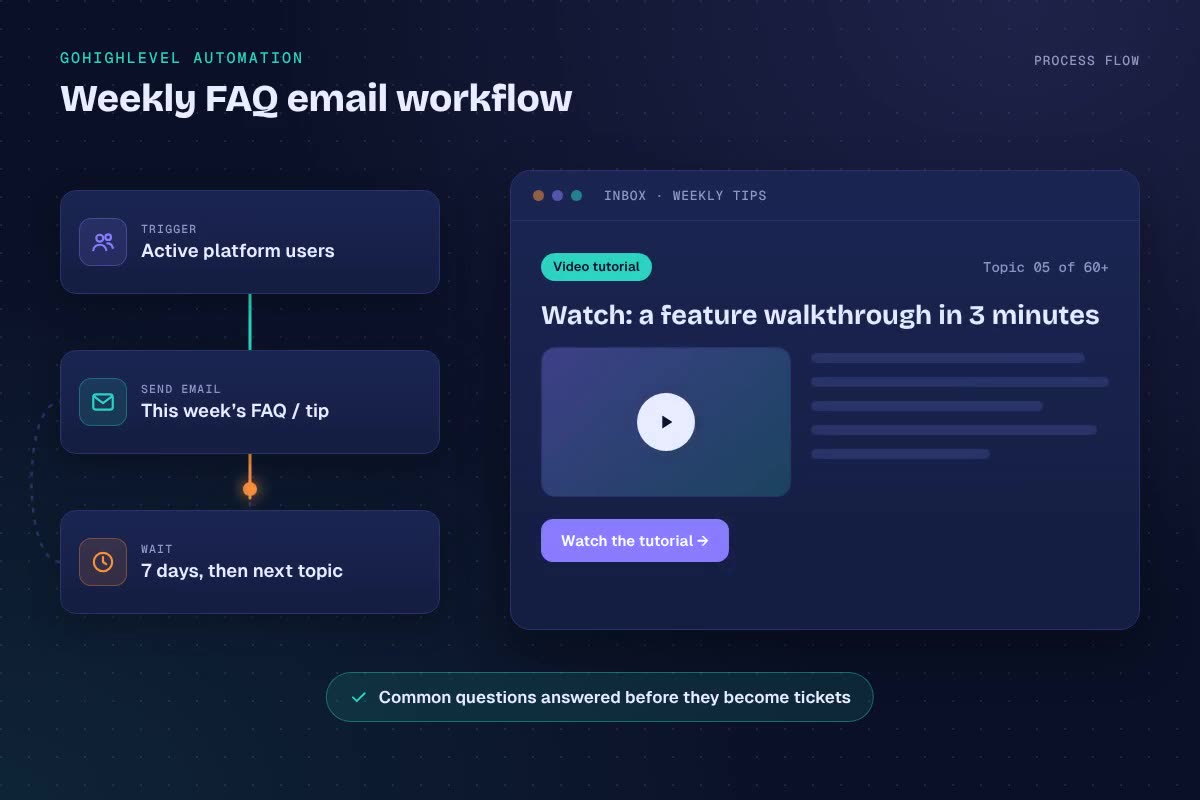 GOHIGHLEVEL AUTOMATION
PROCESS FLOW
Weekly FAQ email workflow
TRIGGER
Active platform users
SEND EMAIL
This week’s FAQ / tip
WAIT
7 days, then next topic
INBOX · WEEKLY TIPS
Video tutorial
Topic 05 of 60+
Watch: a feature walkthrough in 3 minutes
Watch the tutorial →
Common questions answered before they become tickets